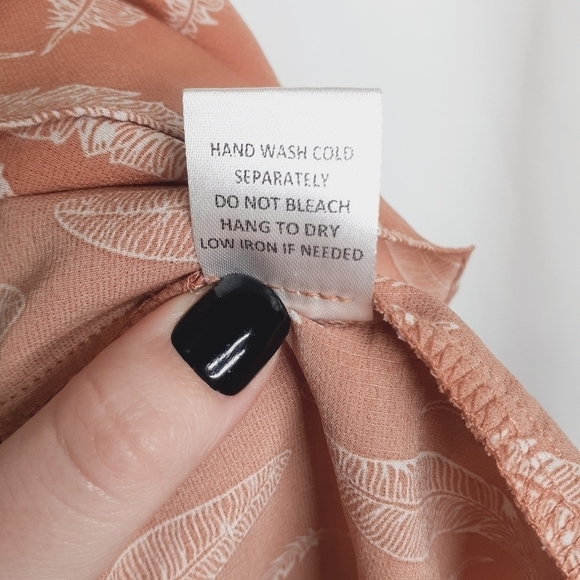 HAND WASH COLD
SEPARATELY
DO NOT BLEACH
HANG TO DRY
LOW IRON IF NEEDED